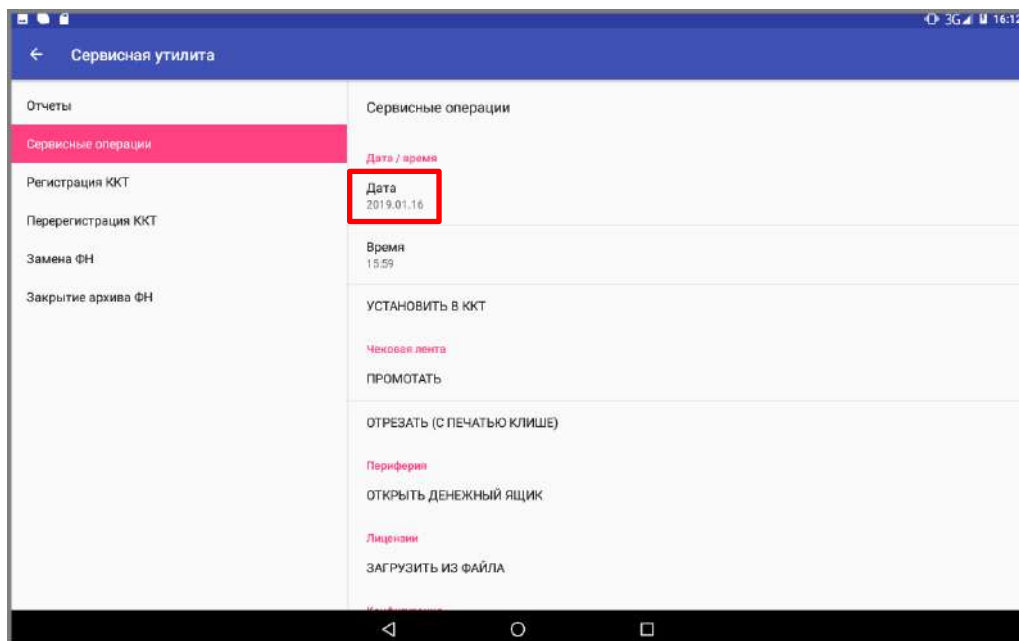 3G 16:12
Сервисная утилита
Отчеты
Сервисные операции
Регистрация ККТ
Перерегистрация ККТ
Замена ФН
Закрытие архива ФН
Сервисные операции
Дата / время
Дата
2019.01.16
Время
15:59
УСТАНОВИТЬ В ККТ
Чековая лента
ПРОМОТАТЬ
ОТРЕЗАТЬ (С ПЕЧАТЬЮ КЛИШЕ)
Периферия
ОТКРЫТЬ ДЕНЕЖНЫЙ ЯЩИК
Лицензии
ЗАГРУЗИТЬ ИЗ ФАЙЛА